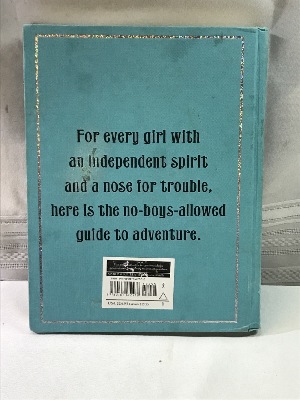 For every girl with
an independent spirit
and a nose for trouble,
here is the no-boys-allowed
guide to adventure.